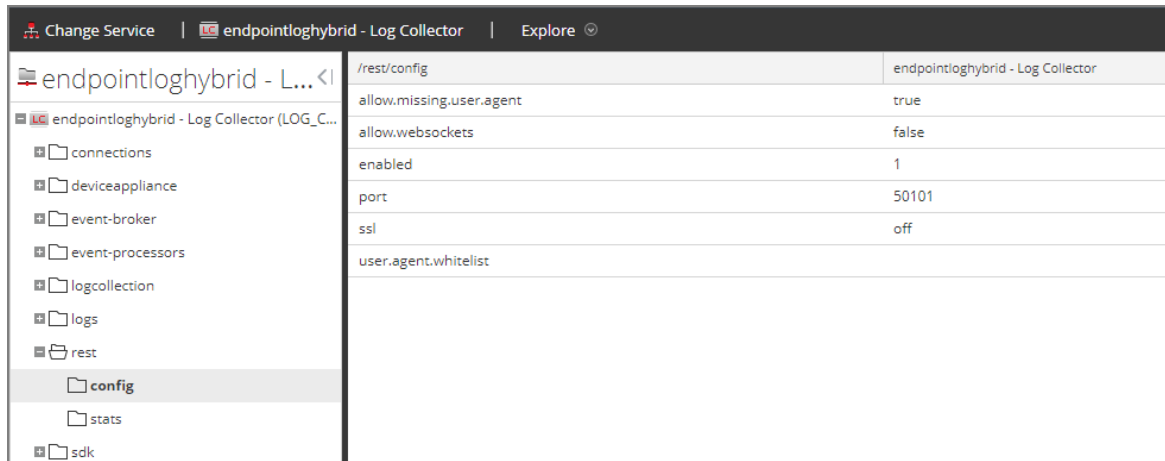 Change Service | LC endpointloghybrid - Log Collector | Explore
endpointloghybrid - L...
LC endpointloghybrid - Log Collector (LOG_C...
connections
deviceappliance
event-broker
event-processors
logcollection
logs
rest
config
stats
sdk
/rest/config endpointloghybrid - Log Collector
allow.missing.user.agent true
allow.websockets false
enabled 1
port 50101
ssl off
user.agent.whitelist